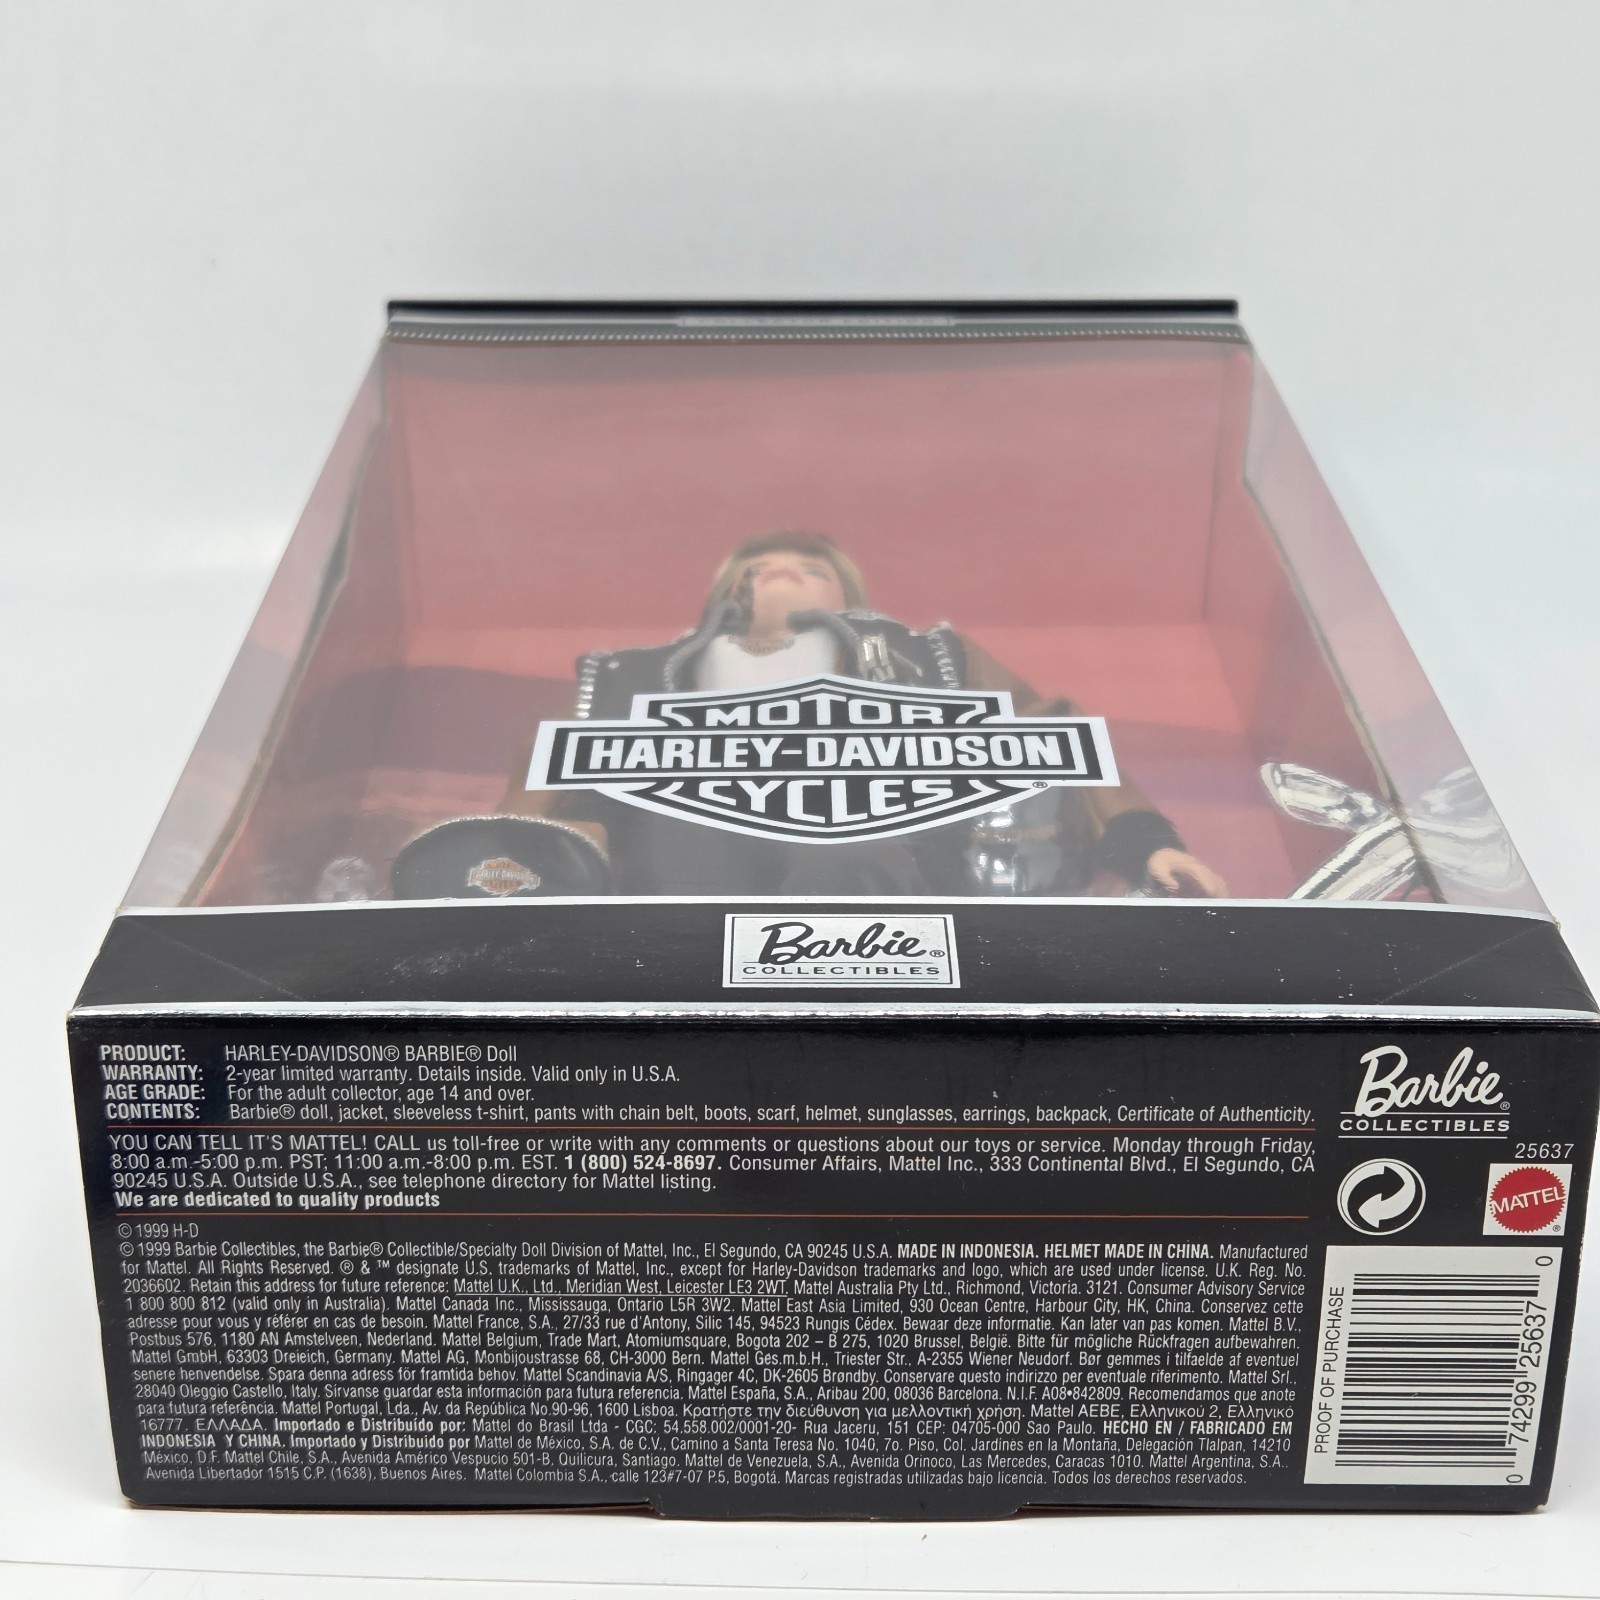 COLLECTOR EDITION
MOTOR
HARLEY-DAVIDSON
CYCLES®
HARLEY-DAVIDSON
Barbie®
COLLECTIBLES
PRODUCT: HARLEY-DAVIDSON® BARBIE® Doll
WARRANTY: 2-year limited warranty. Details inside. Valid only in U.S.A.
AGE GRADE: For the adult collector, age 14 and over.
CONTENTS: Barbie® doll, jacket, sleeveless t-shirt, pants with chain belt, boots, scarf, helmet, sunglasses, earrings, backpack, Certificate of Authenticity.
YOU CAN TELL IT'S MATTEL! CALL us toll-free or write with any comments or questions about our toys or service. Monday through Friday,
8:00 a.m.-5:00 p.m. PST; 11:00 a.m.-8:00 p.m. EST. 1 (800) 524-8697. Consumer Affairs, Mattel Inc., 333 Continental Blvd., El Segundo, CA
90245 U.S.A. Outside U.S.A., see telephone directory for Mattel listing.
We are dedicated to quality products
© 1999 H-D
© 1999 Barbie Collectibles, the Barbie® Collectible/Specialty Doll Division of Mattel, Inc., El Segundo, CA 90245 U.S.A. MADE IN INDONESIA. HELMET MADE IN CHINA. Manufactured
for Mattel. All Rights Reserved. ® & ™ designate U.S. trademarks of Mattel, Inc., except for Harley-Davidson trademarks and logo, which are used under license. U.K. Reg. No.
2036602. Retain this address for future reference: Mattel U.K., Ltd., Meridian West, Leicester LE3 2WT. Mattel Australia Pty Ltd., Richmond, Victoria. 3121. Consumer Advisory Service
1 800 800 812 (valid only in Australia). Mattel Canada Inc., Mississauga, Ontario L5R 3W2. Mattel East Asia Limited, 930 Ocean Centre, Harbour City, HK, China. Conservez cette
adresse pour vous y référer en cas de besoin. Mattel France, S.A., 27/33 rue d'Antony, Silic 145, 94523 Rungis Cédex. Bewaar deze informatie. Kan later van pas komen. Mattel B.V.,
Postbus 576, 1180 AN Amstelveen, Nederland. Mattel Belgium, Trade Mart, Atomiumsquare, Bogota 202 – B 275, 1020 Brussel, België. Bitte für mögliche Rückfragen aufbewahren.
Mattel GmbH, 63303 Dreieich, Germany. Mattel AG, Monbijoustrasse 68, CH-3000 Bern. Mattel Ges.m.b.H., Triester Str., A-2355 Wiener Neudorf. Bør gemmes i tilfaelde af eventuel
senere henvendelse. Spara denna adress för framtida behov. Mattel Scandinavia A/S, Ringager 4C, DK-2605 Brøndby. Conservare questo indirizzo per eventuale riferimento. Mattel Srl.,
28040 Oleggio Castello, Italy. Sirvanse guardar esta información para futura referencia. Mattel España, S.A., Aribau 200, 08036 Barcelona. N.I.F. A08•842809. Recomendamos que anote
para futura referência. Mattel Portugal, Lda., Av. da República No.90-96, 1600 Lisboa. Κρατήστε την διεύθυνση για μελλοντική χρήση. Mattel AEBE, Ελληνικού 2, Ελληνικό
16777. ΕΛΛΑΔΑ. Importado e Distribuído por: Mattel do Brasil Ltda - CGC: 54.558.002/0001-20- Rua Jaceru, 151 CEP: 04705-000 Sao Paulo. HECHO EN / FABRICADO EM
INDONESIA Y CHINA. Importado y Distribuido por Mattel de México, S.A. de C.V., Camino a Santa Teresa No. 1040, 7o. Piso, Col. Jardines en la Montaña, Delegación Tlalpan, 14210
México, D.F. Mattel Chile, S.A., Avenida Américo Vespucio 501-B, Quilicura, Santiago. Mattel de Venezuela, S.A., Avenida Orinoco, Las Mercedes, Caracas 1010. Mattel Argentina, S.A.,
Avenida Libertador 1515 C.P. (1638), Buenos Aires. Mattel Colombia S.A., calle 123#7-07 P.5, Bogotá. Marcas registradas utilizadas bajo licencia. Todos los derechos reservados.
Barbie®
COLLECTIBLES
25637
MATTEL®
PROOF OF PURCHASE
0 74299 25637 0